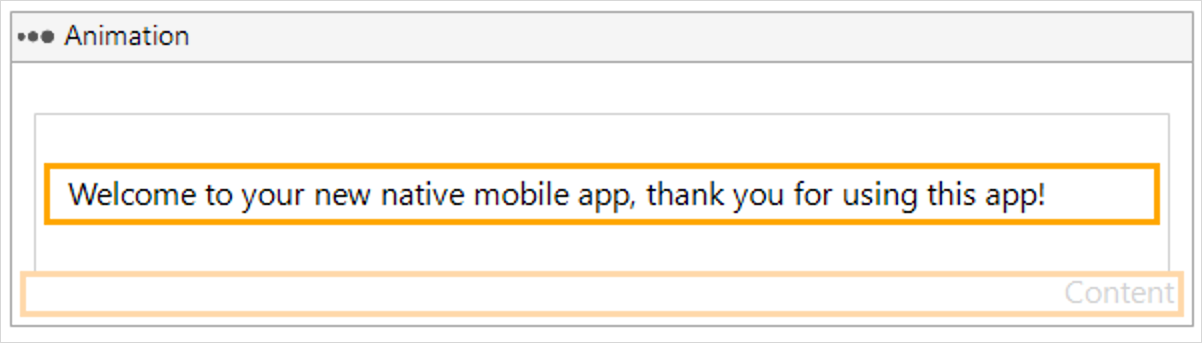 Animation
Welcome to your new native mobile app, thank you for using this app!
Content